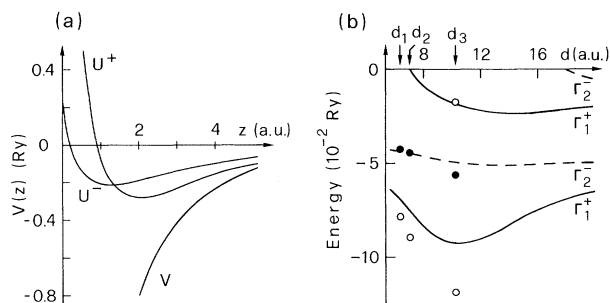 (a)
U⁺
0.4
2
4
z (a.u.)
0
V(z) (Ry)
U⁻
-0.4
V
-0.8
(b)
d₁ d₂ d₃
8 12 16 d(a.u.)
0
Γ₂⁻
Γ₁⁺
Energy (10⁻² Ry)
-5
Γ₂⁻
Γ₁⁺
-10